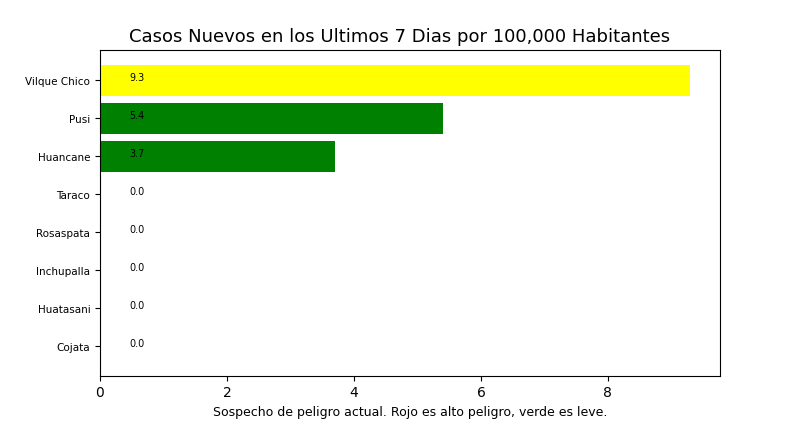 Casos Nuevos en los Ultimos 7 Dias por 100,000 Habitantes
Vilque Chico 9.3
Pusi 5.4
Huancane 3.7
Taraco 0.0
Rosaspata 0.0
Inchupalla 0.0
Huatasani 0.0
Cojata 0.0
0 2 4 6 8
Sospecho de peligro actual. Rojo es alto peligro, verde es leve.